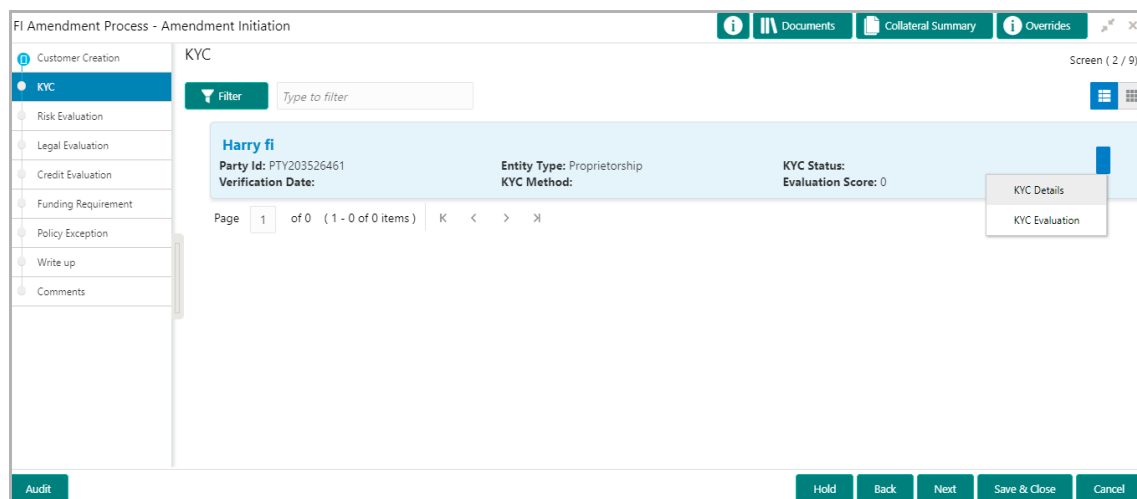 FI Amendment Process - Amendment Initiation
Documents
Collateral Summary
Overrides
Customer Creation
KYC
Risk Evaluation
Legal Evaluation
Credit Evaluation
Funding Requirement
Policy Exception
Write up
Comments
KYC
Screen ( 2 / 9)
Filter
Type to filter
Harry fi
Party Id: PTY203526461 Entity Type: Proprietorship KYC Status:
Verification Date: KYC Method: Evaluation Score: 0
KYC Details
KYC Evaluation
Page 1 of 0 ( 1 - 0 of 0 items )
Audit
Hold
Back
Next
Save & Close
Cancel